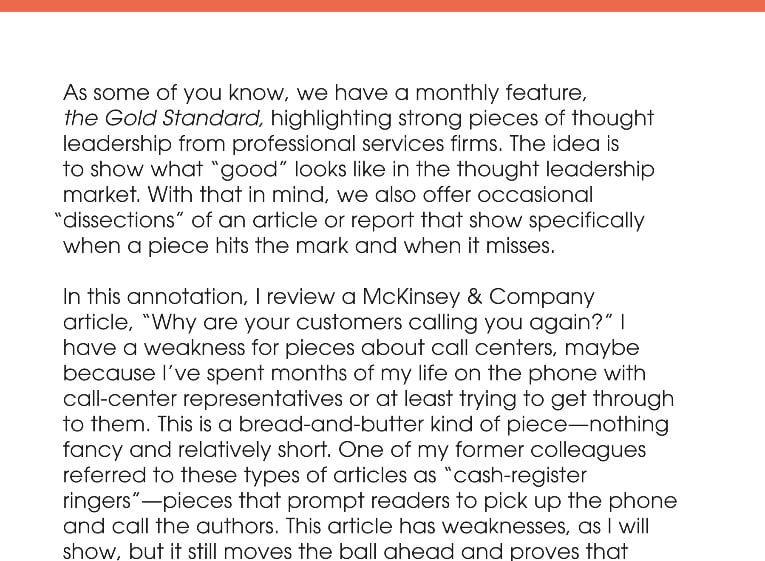 As some of you know, we have a monthly feature,
the Gold Standard, highlighting strong pieces of thought
leadership from professional services firms. The idea is
to show what “good” looks like in the thought leadership
market. With that in mind, we also offer occasional
“dissections” of an article or report that show specifically
when a piece hits the mark and when it misses.
In this annotation, I review a McKinsey & Company
article, “Why are your customers calling you again?” I
have a weakness for pieces about call centers, maybe
because I’ve spent months of my life on the phone with
call-center representatives or at least trying to get through
to them. This is a bread-and-butter kind of piece—nothing
fancy and relatively short. One of my former colleagues
referred to these types of articles as “cash-register
ringers”—pieces that prompt readers to pick up the phone
and call the authors. This article has weaknesses, as I will
show, but it still moves the ball ahead and proves that